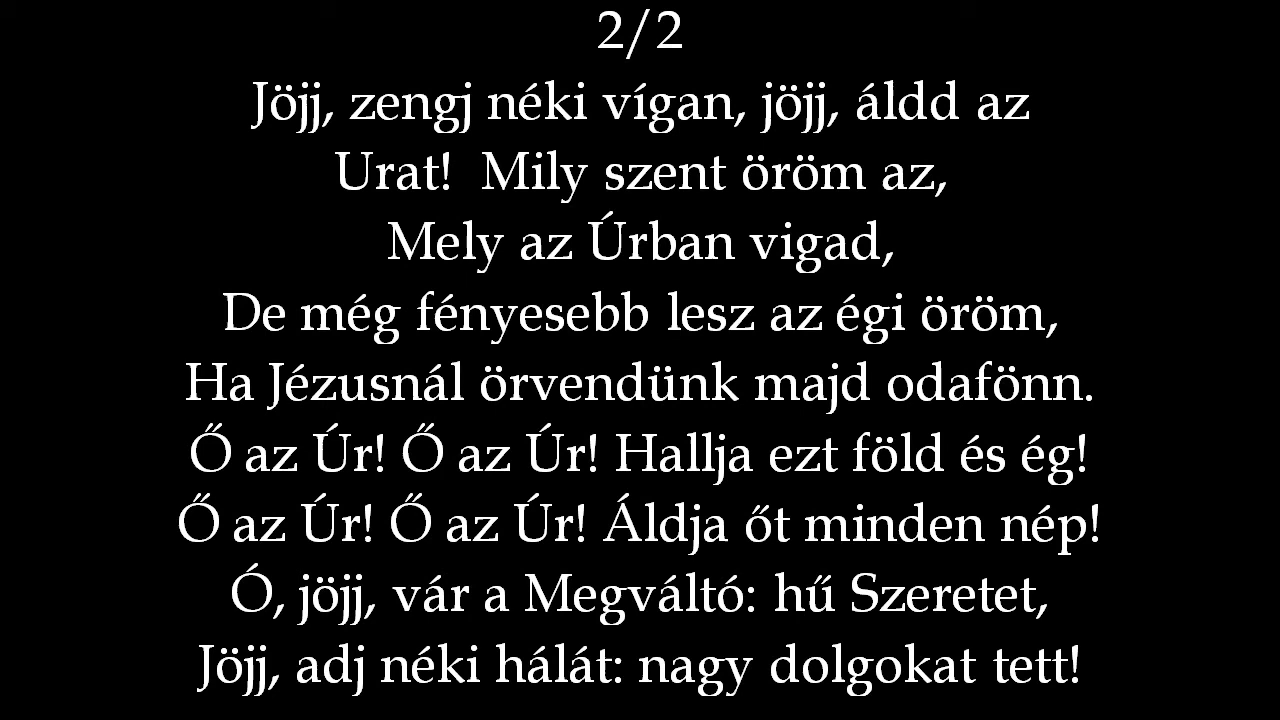 2/2
Jöjj, zengj néki vígan, jöjj, áldd az
Urat!  Mily szent öröm az,
Mely az Úrban vigad,
De még fényesebb lesz az égi öröm,
Ha Jézusnál örvendünk majd odafönn.
Ő az Úr! Ő az Úr! Hallja ezt föld és ég!
Ő az Úr! Ő az Úr! Áldja őt minden nép!
Ó, jöjj, vár a Megváltó: hű Szeretet,
Jöjj, adj néki hálát: nagy dolgokat tett!